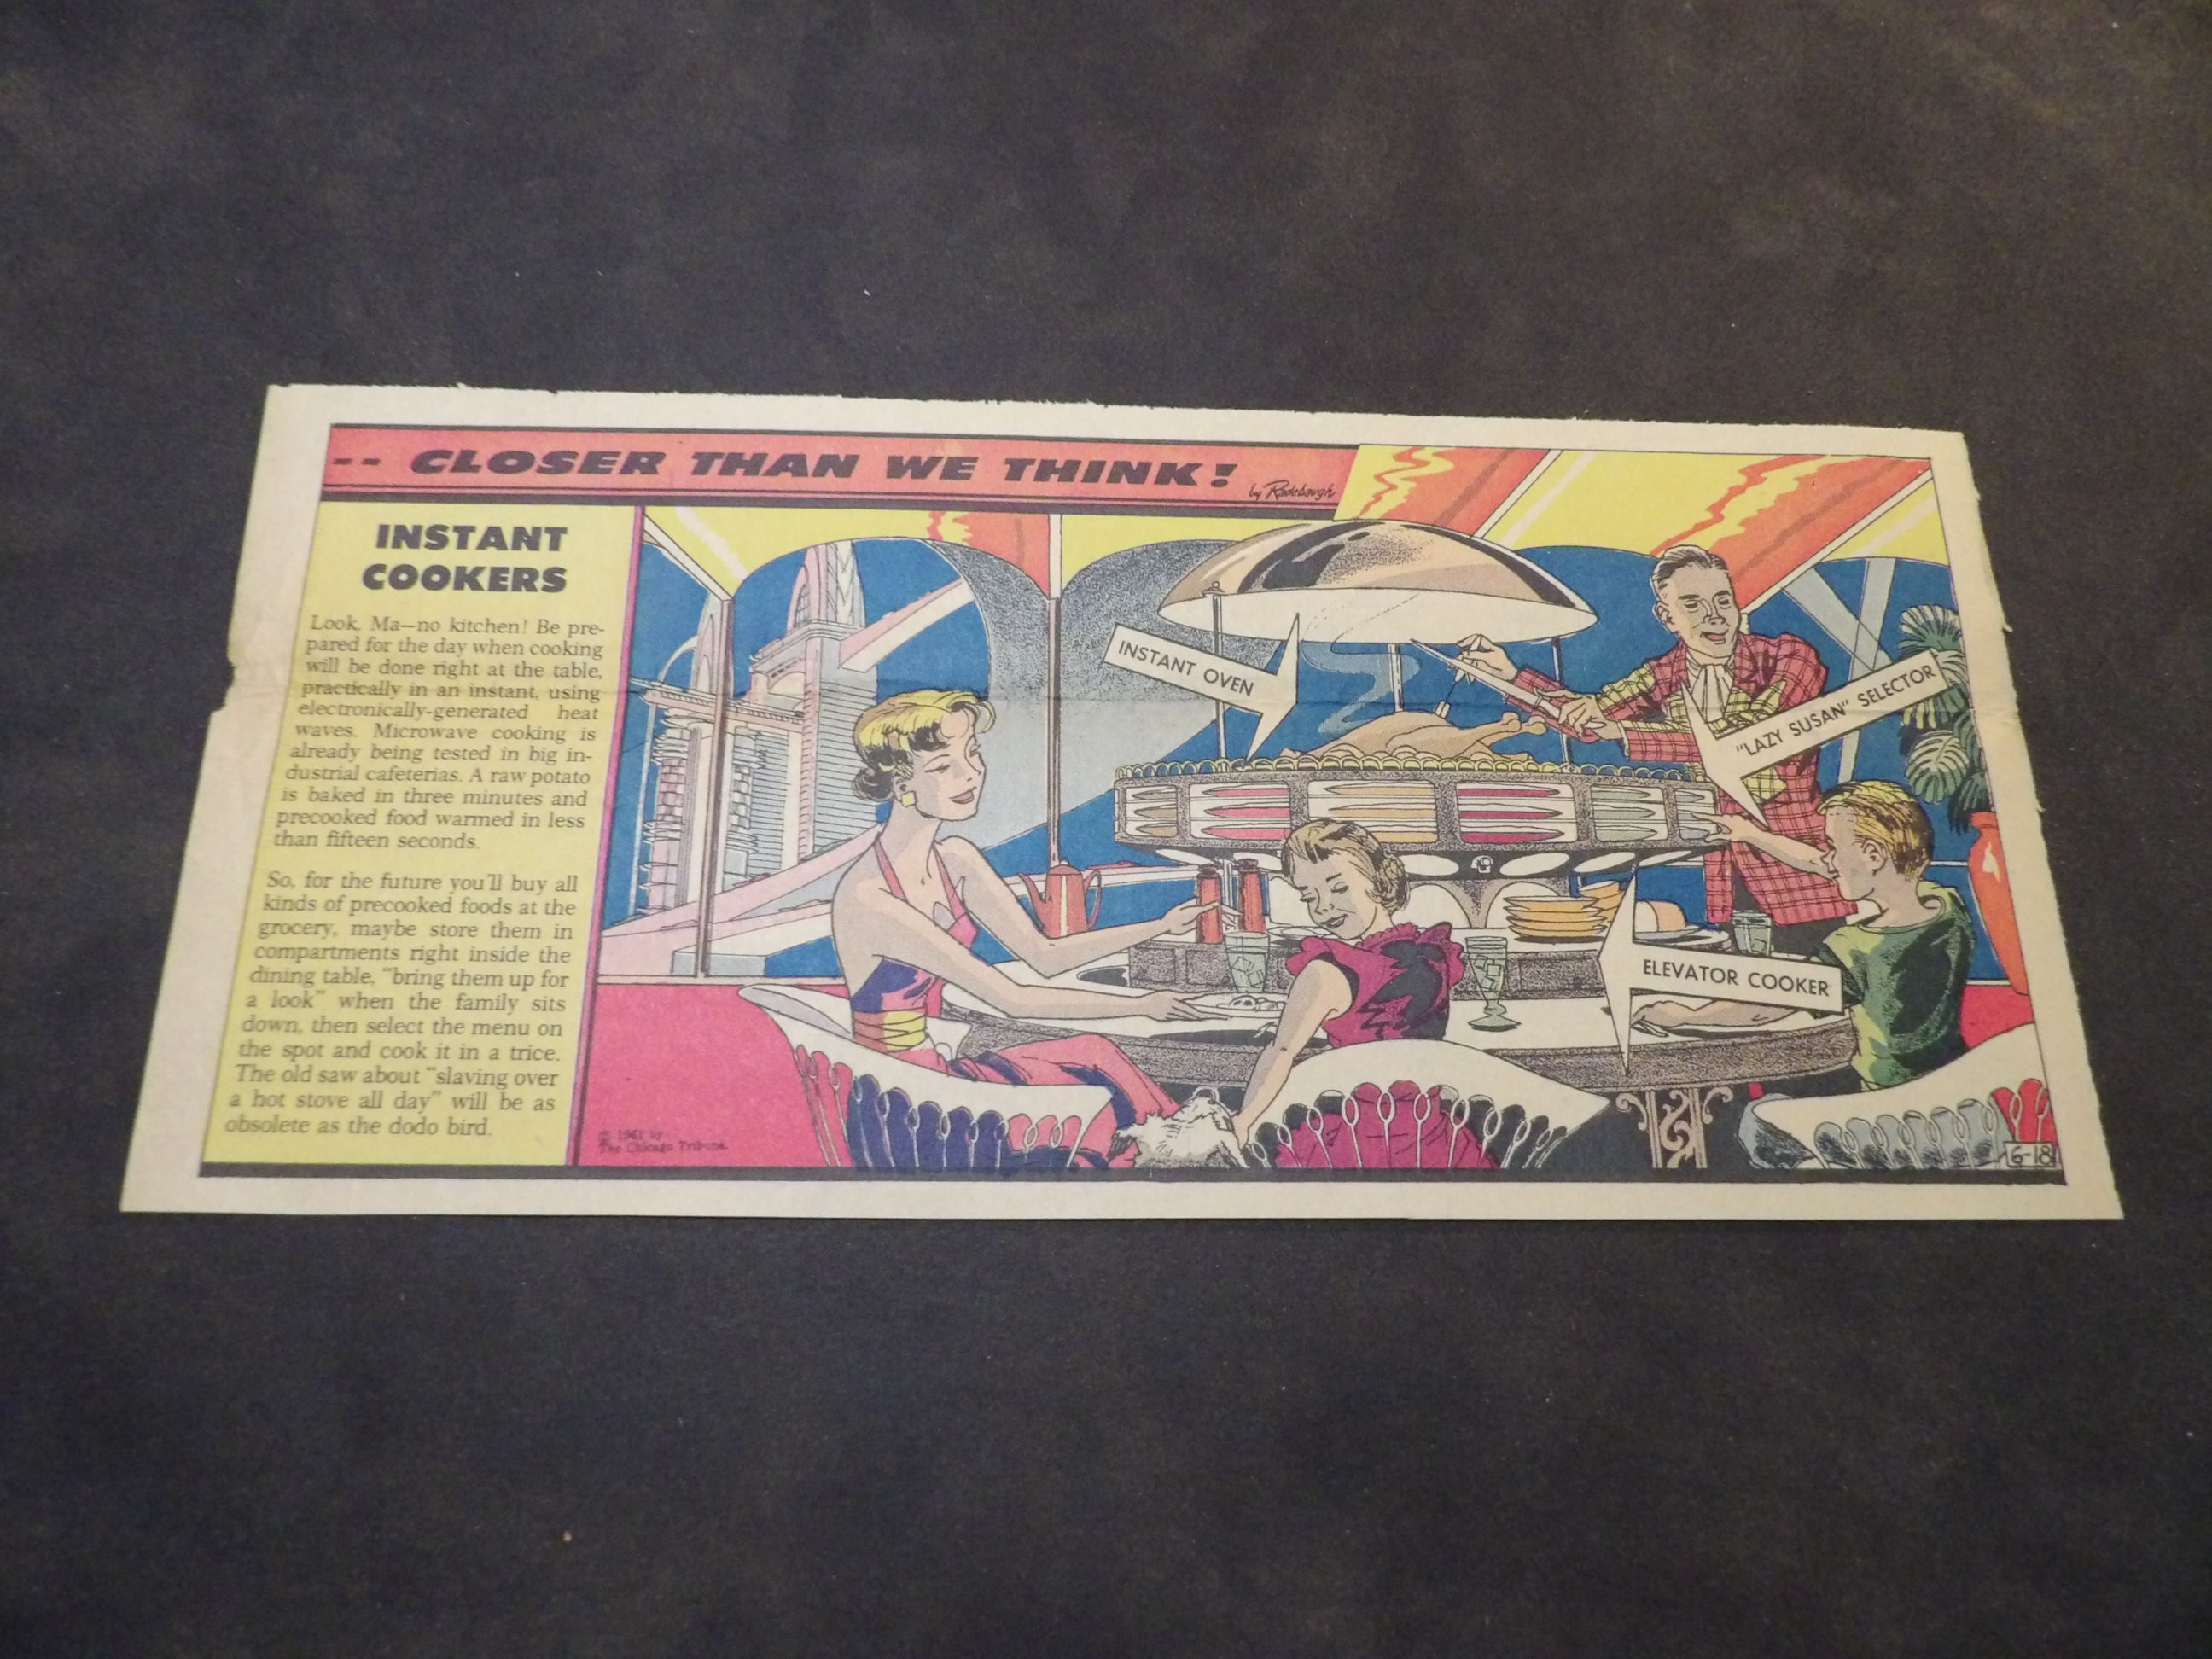 -- CLOSER THAN WE THINK!
by Radebaugh
INSTANT
COOKERS
Look, Ma—no kitchen! Be pre-
pared for the day when cooking
will be done right at the table,
practically in an instant, using
electronically-generated heat
waves. Microwave cooking is
already being tested in big in-
dustrial cafeterias. A raw potato
is baked in three minutes and
precooked food warmed in less
than fifteen seconds.
So, for the future you'll buy all
kinds of precooked foods at the
grocery, maybe store them in
compartments right inside the
dining table, "bring them up for
a look" when the family sits
down, then select the menu on
the spot and cook it in a trice.
The old saw about "slaving over
a hot stove all day" will be as
obsolete as the dodo bird.
INSTANT OVEN
"LAZY SUSAN" SELECTOR
ELEVATOR COOKER
© 1961 by
The Chicago Tribune
6-18